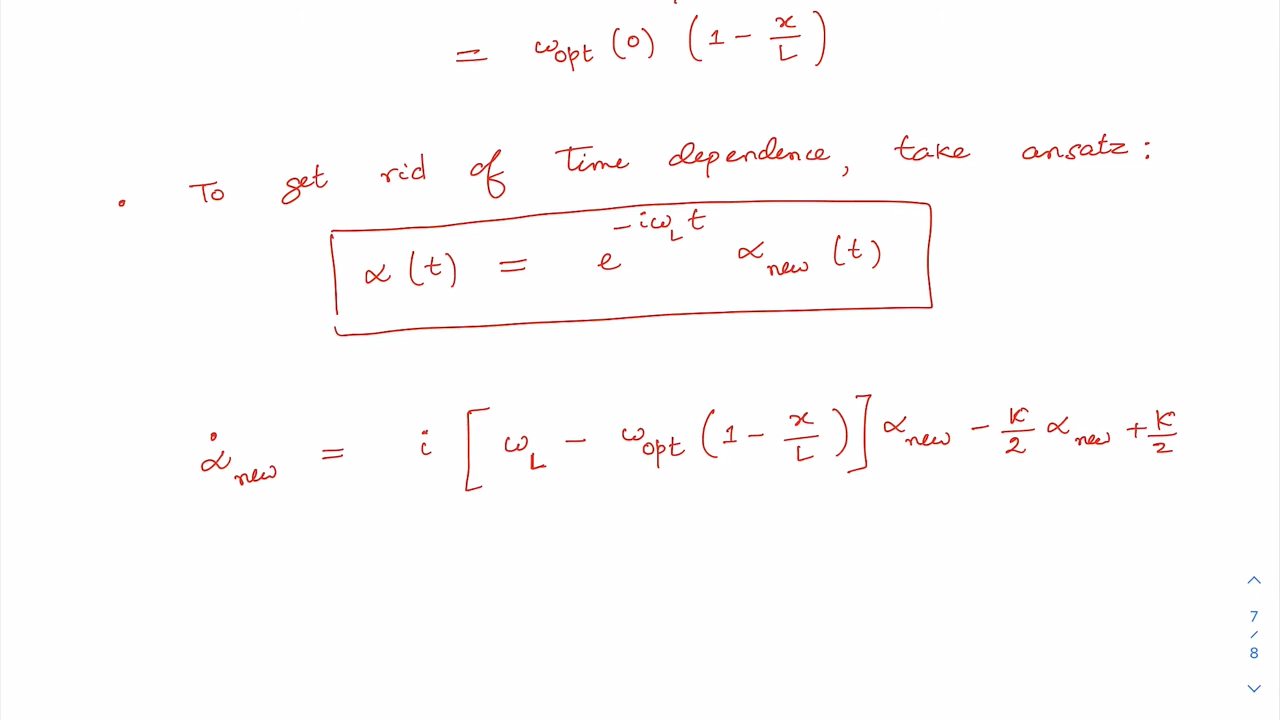 = ω_opt (0) (1 - x/L)
• To get rid of Time dependence, take ansatz:
α (t) = e^{-iω_L t} α_new (t)
α̇_new = i [ω_L - ω_opt (1 - x/L)] α_new - κ/2 α_new + κ/2
7
/
8